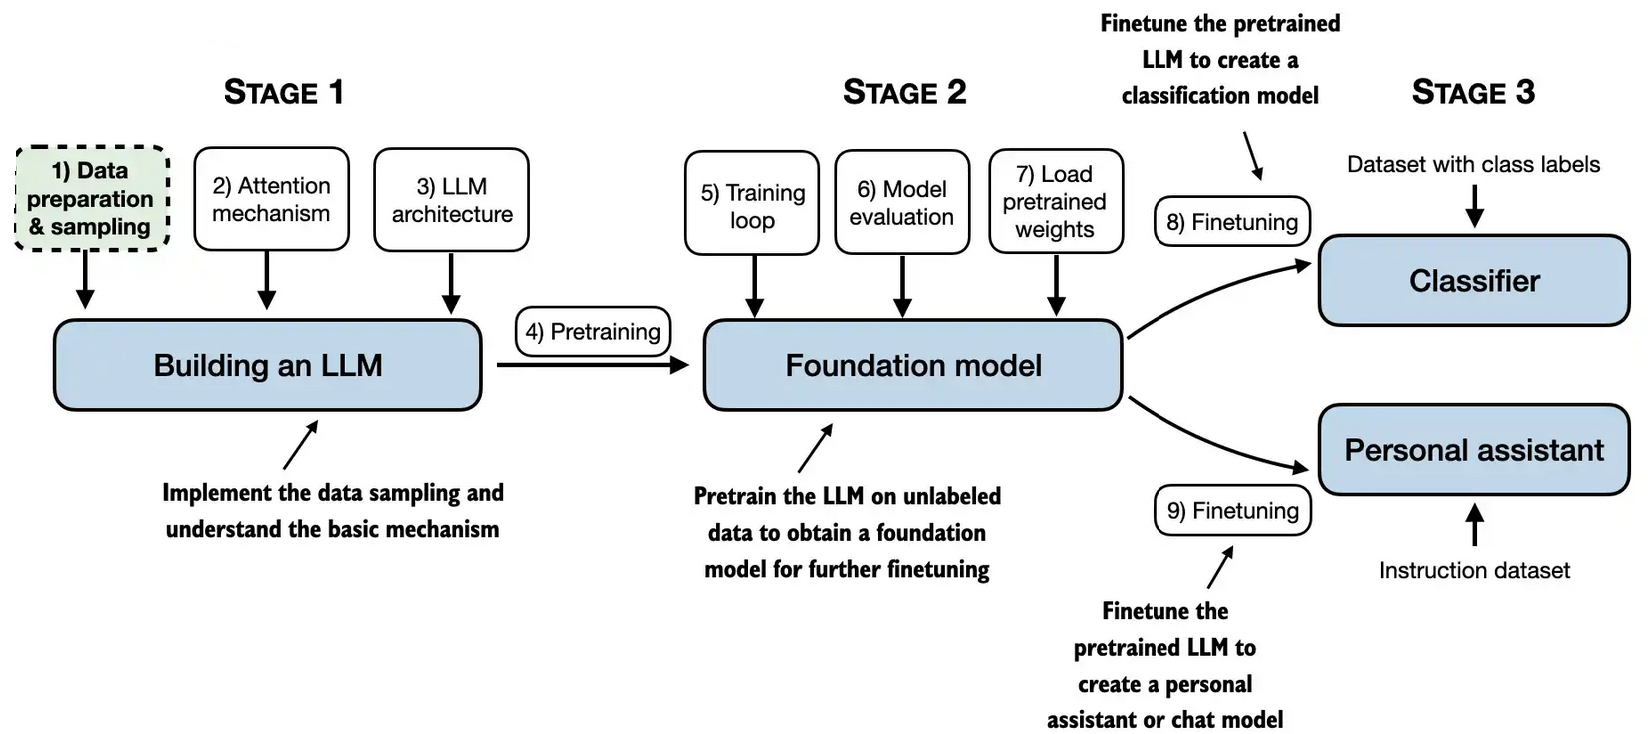 Finetune the pretrained
LLM to create a
classification model
STAGE 1
STAGE 2
STAGE 3
1) Data
preparation
& sampling
2) Attention
mechanism
3) LLM
architecture
5) Training
loop
6) Model
evaluation
7) Load
pretrained
weights
Dataset with class labels
8) Finetuning
Classifier
4) Pretraining
Building an LLM
Foundation model
Personal assistant
Implement the data sampling and
understand the basic mechanism
Pretrain the LLM on unlabeled
data to obtain a foundation
model for further finetuning
9) Finetuning
Instruction dataset
Finetune the
pretrained LLM to
create a personal
assistant or chat model